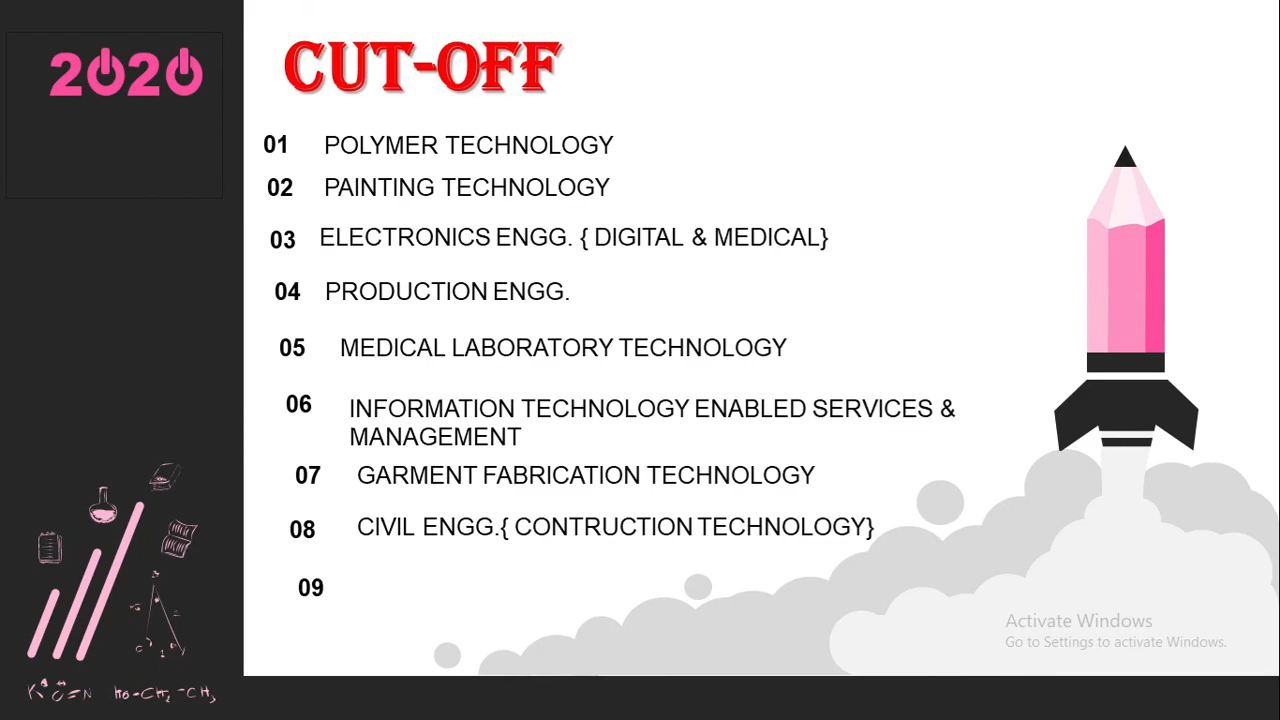 2020
CUT-OFF
01 POLYMER TECHNOLOGY
02 PAINTING TECHNOLOGY
03 ELECTRONICS ENGG. { DIGITAL & MEDICAL}
04 PRODUCTION ENGG.
05 MEDICAL LABORATORY TECHNOLOGY
06 INFORMATION TECHNOLOGY ENABLED SERVICES &
MANAGEMENT
07 GARMENT FABRICATION TECHNOLOGY
08 CIVIL ENGG.{ CONTRUCTION TECHNOLOGY}
09
Activate Windows
Go to Settings to activate Windows.